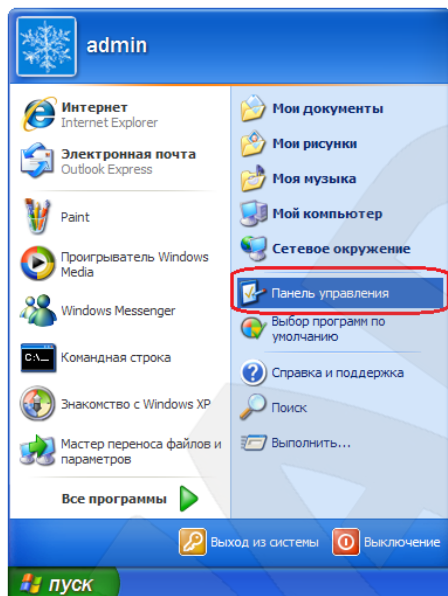 admin
Интернет
Internet Explorer
Электронная почта
Outlook Express
Paint
Проигрыватель Windows
Media
Windows Messenger
C:\_
Командная строка
Знакомство с Windows XP
Мастер переноса файлов и
параметров
Все программы
Мои документы
Мои рисунки
Моя музыка
Мой компьютер
Сетевое окружение
Панель управления
Выбор программ по
умолчанию
Справка и поддержка
Поиск
Выполнить...
Выход из системы
Выключение
пуск